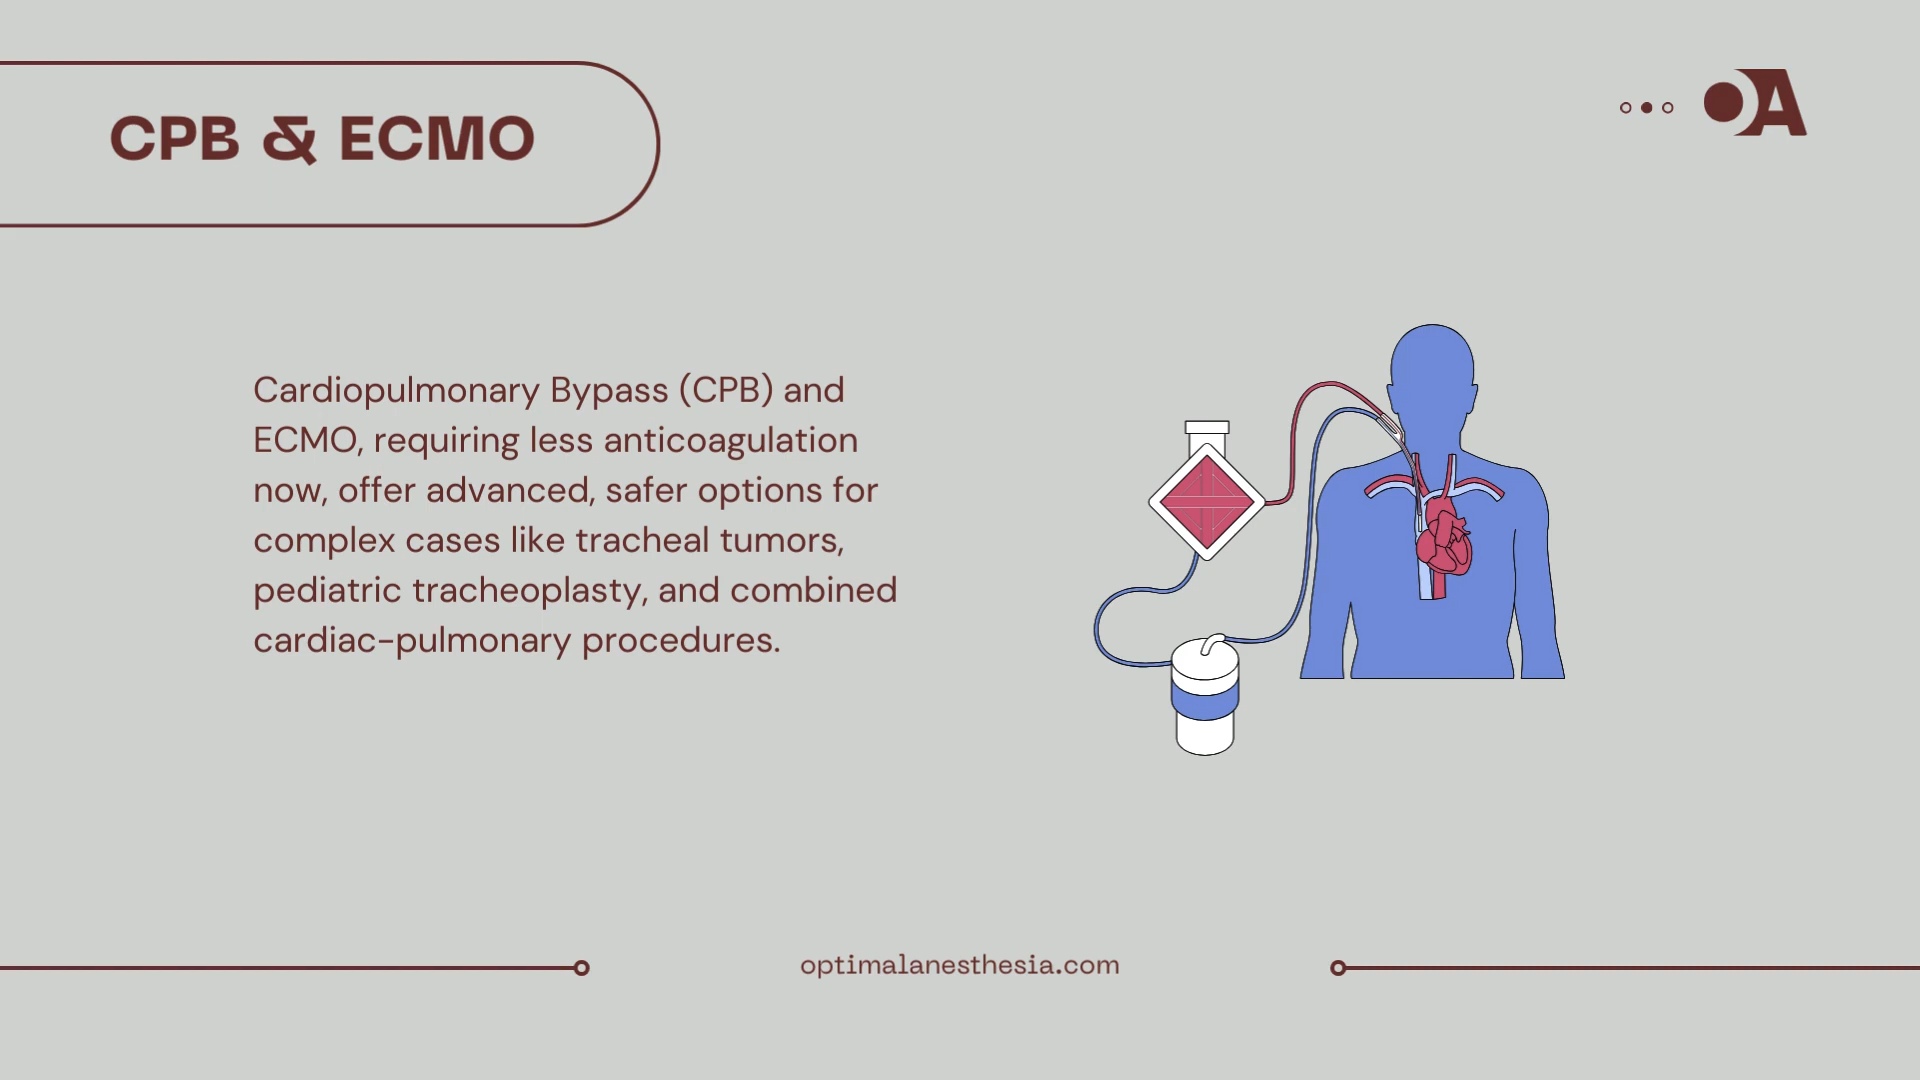 CPB & ECMO
OA
Cardiopulmonary Bypass (CPB) and
ECMO, requiring less anticoagulation
now, offer advanced, safer options for
complex cases like tracheal tumors,
pediatric tracheoplasty, and combined
cardiac-pulmonary procedures.
optimalanesthesia.com